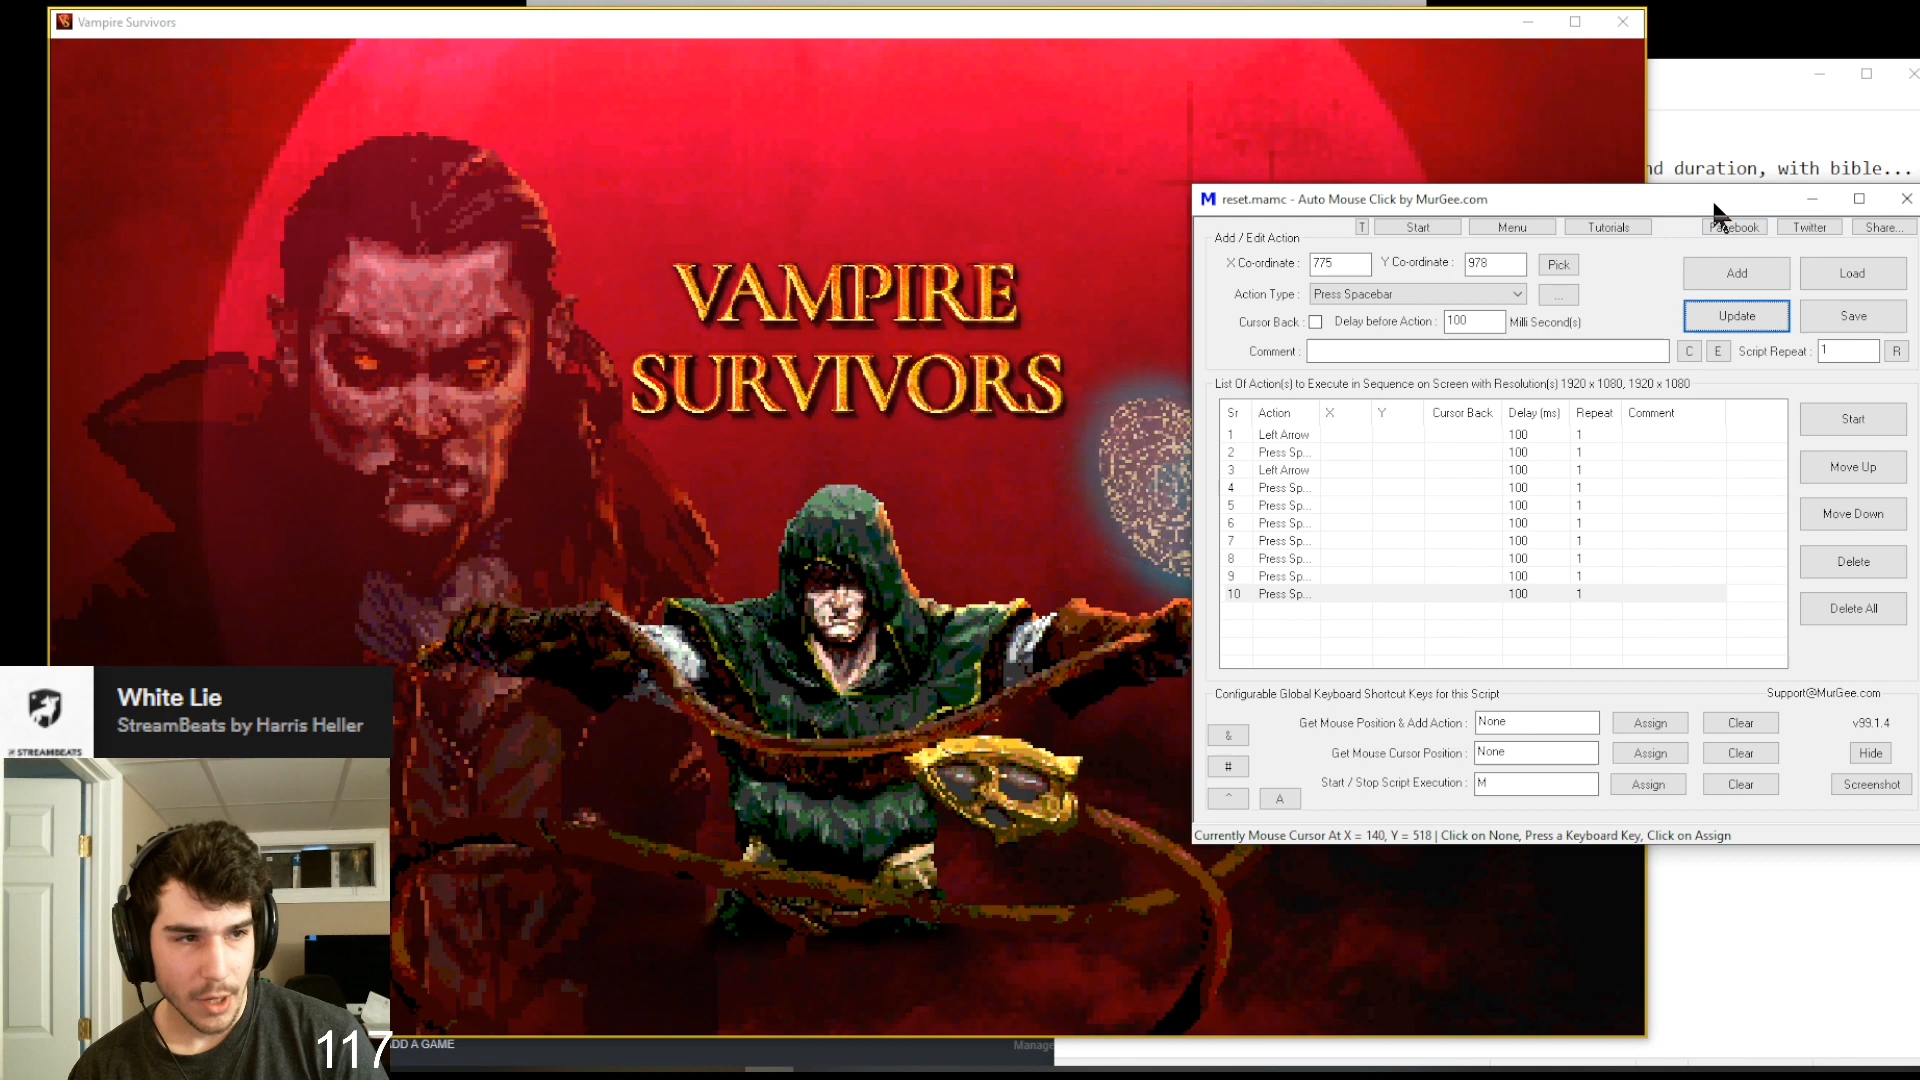 Vampire Survivors
nd duration, with bible...
VAMPIRE
SURVIVORS
reset.mamc - Auto Mouse Click by MurGee.com
T Start Menu Tutorials Twitter Share...
Add / Edit Action
X Co-ordinate : 775 Y Co-ordinate : 978 Pick Add Load
Action Type : Press Spacebar ...
Cursor Back : Delay before Action : 100 Milli Second(s) Update Save
Comment : C E Script Repeat : 1 R
List Of Action(s) to Execute in Sequence on Screen with Resolution(s) 1920 x 1080, 1920 x 1080
Sr Action X Y Cursor Back Delay (ms) Repeat Comment
1 Left Arrow 100 1
2 Press Sp... 100 1
3 Left Arrow 100 1
4 Press Sp... 100 1
5 Press Sp... 100 1
6 Press Sp... 100 1
7 Press Sp... 100 1
8 Press Sp... 100 1
9 Press Sp... 100 1
10 Press Sp... 100 1
Start
Move Up
Move Down
Delete
Delete All
Configurable Global Keyboard Shortcut Keys for this Script Support@MurGee.com
& Get Mouse Position & Add Action : None Assign Clear v99.1.4
# Get Mouse Cursor Position : None Assign Clear Hide
^ A Start / Stop Script Execution : M Assign Clear Screenshot
Currently Mouse Cursor At X = 140, Y = 518 | Click on None, Press a Keyboard Key, Click on Assign
White Lie
StreamBeats by Harris Heller
STREAMBEATS
117
DD A GAME
Manage